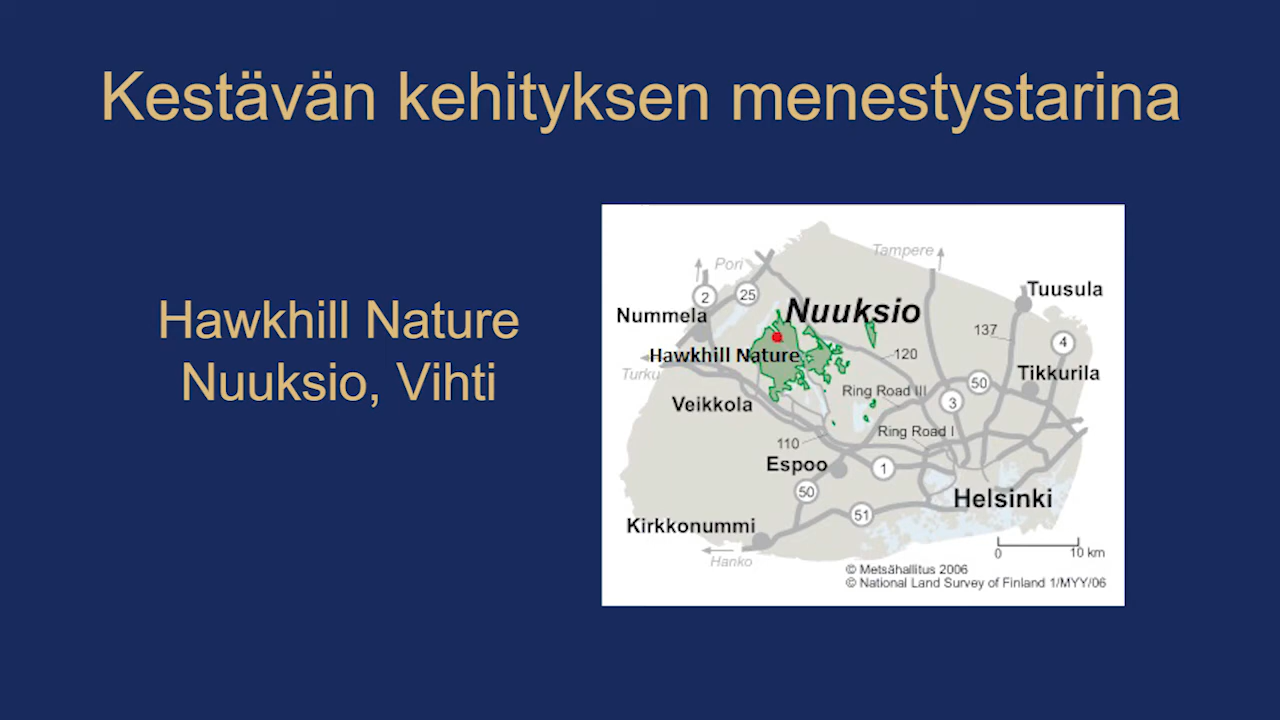 Kestävän kehityksen menestystarina
Hawkhill Nature
Nuuksio, Vihti
Tampere
Pori
2
25
Tuusula
Nuuksio
Nummela
137
4
Hawkhill Nature
120
Turku
Tikkurila
50
Ring Road III
3
Veikkola
Ring Road I
110
Espoo
1
50
Helsinki
51
Kirkkonummi
0
10 km
Hanko
© Metsähallitus 2006
© National Land Survey of Finland 1/MYY/06